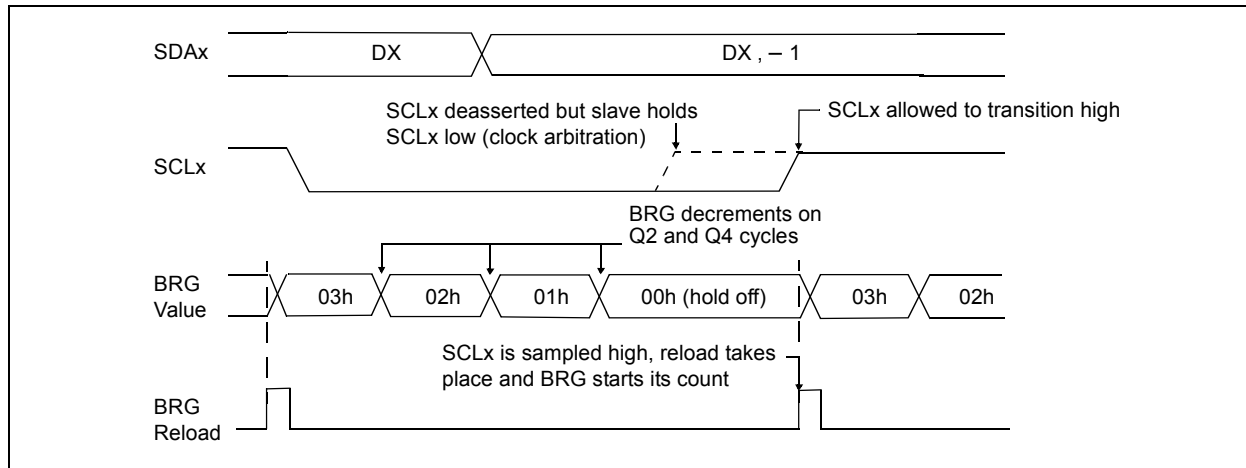 SDAx
DX
DX , – 1
SCLx deasserted but slave holds
SCLx low (clock arbitration)
SCLx allowed to transition high
SCLx
BRG decrements on
Q2 and Q4 cycles
BRG
Value
03h
02h
01h
00h (hold off)
03h
02h
SCLx is sampled high, reload takes
place and BRG starts its count
BRG
Reload